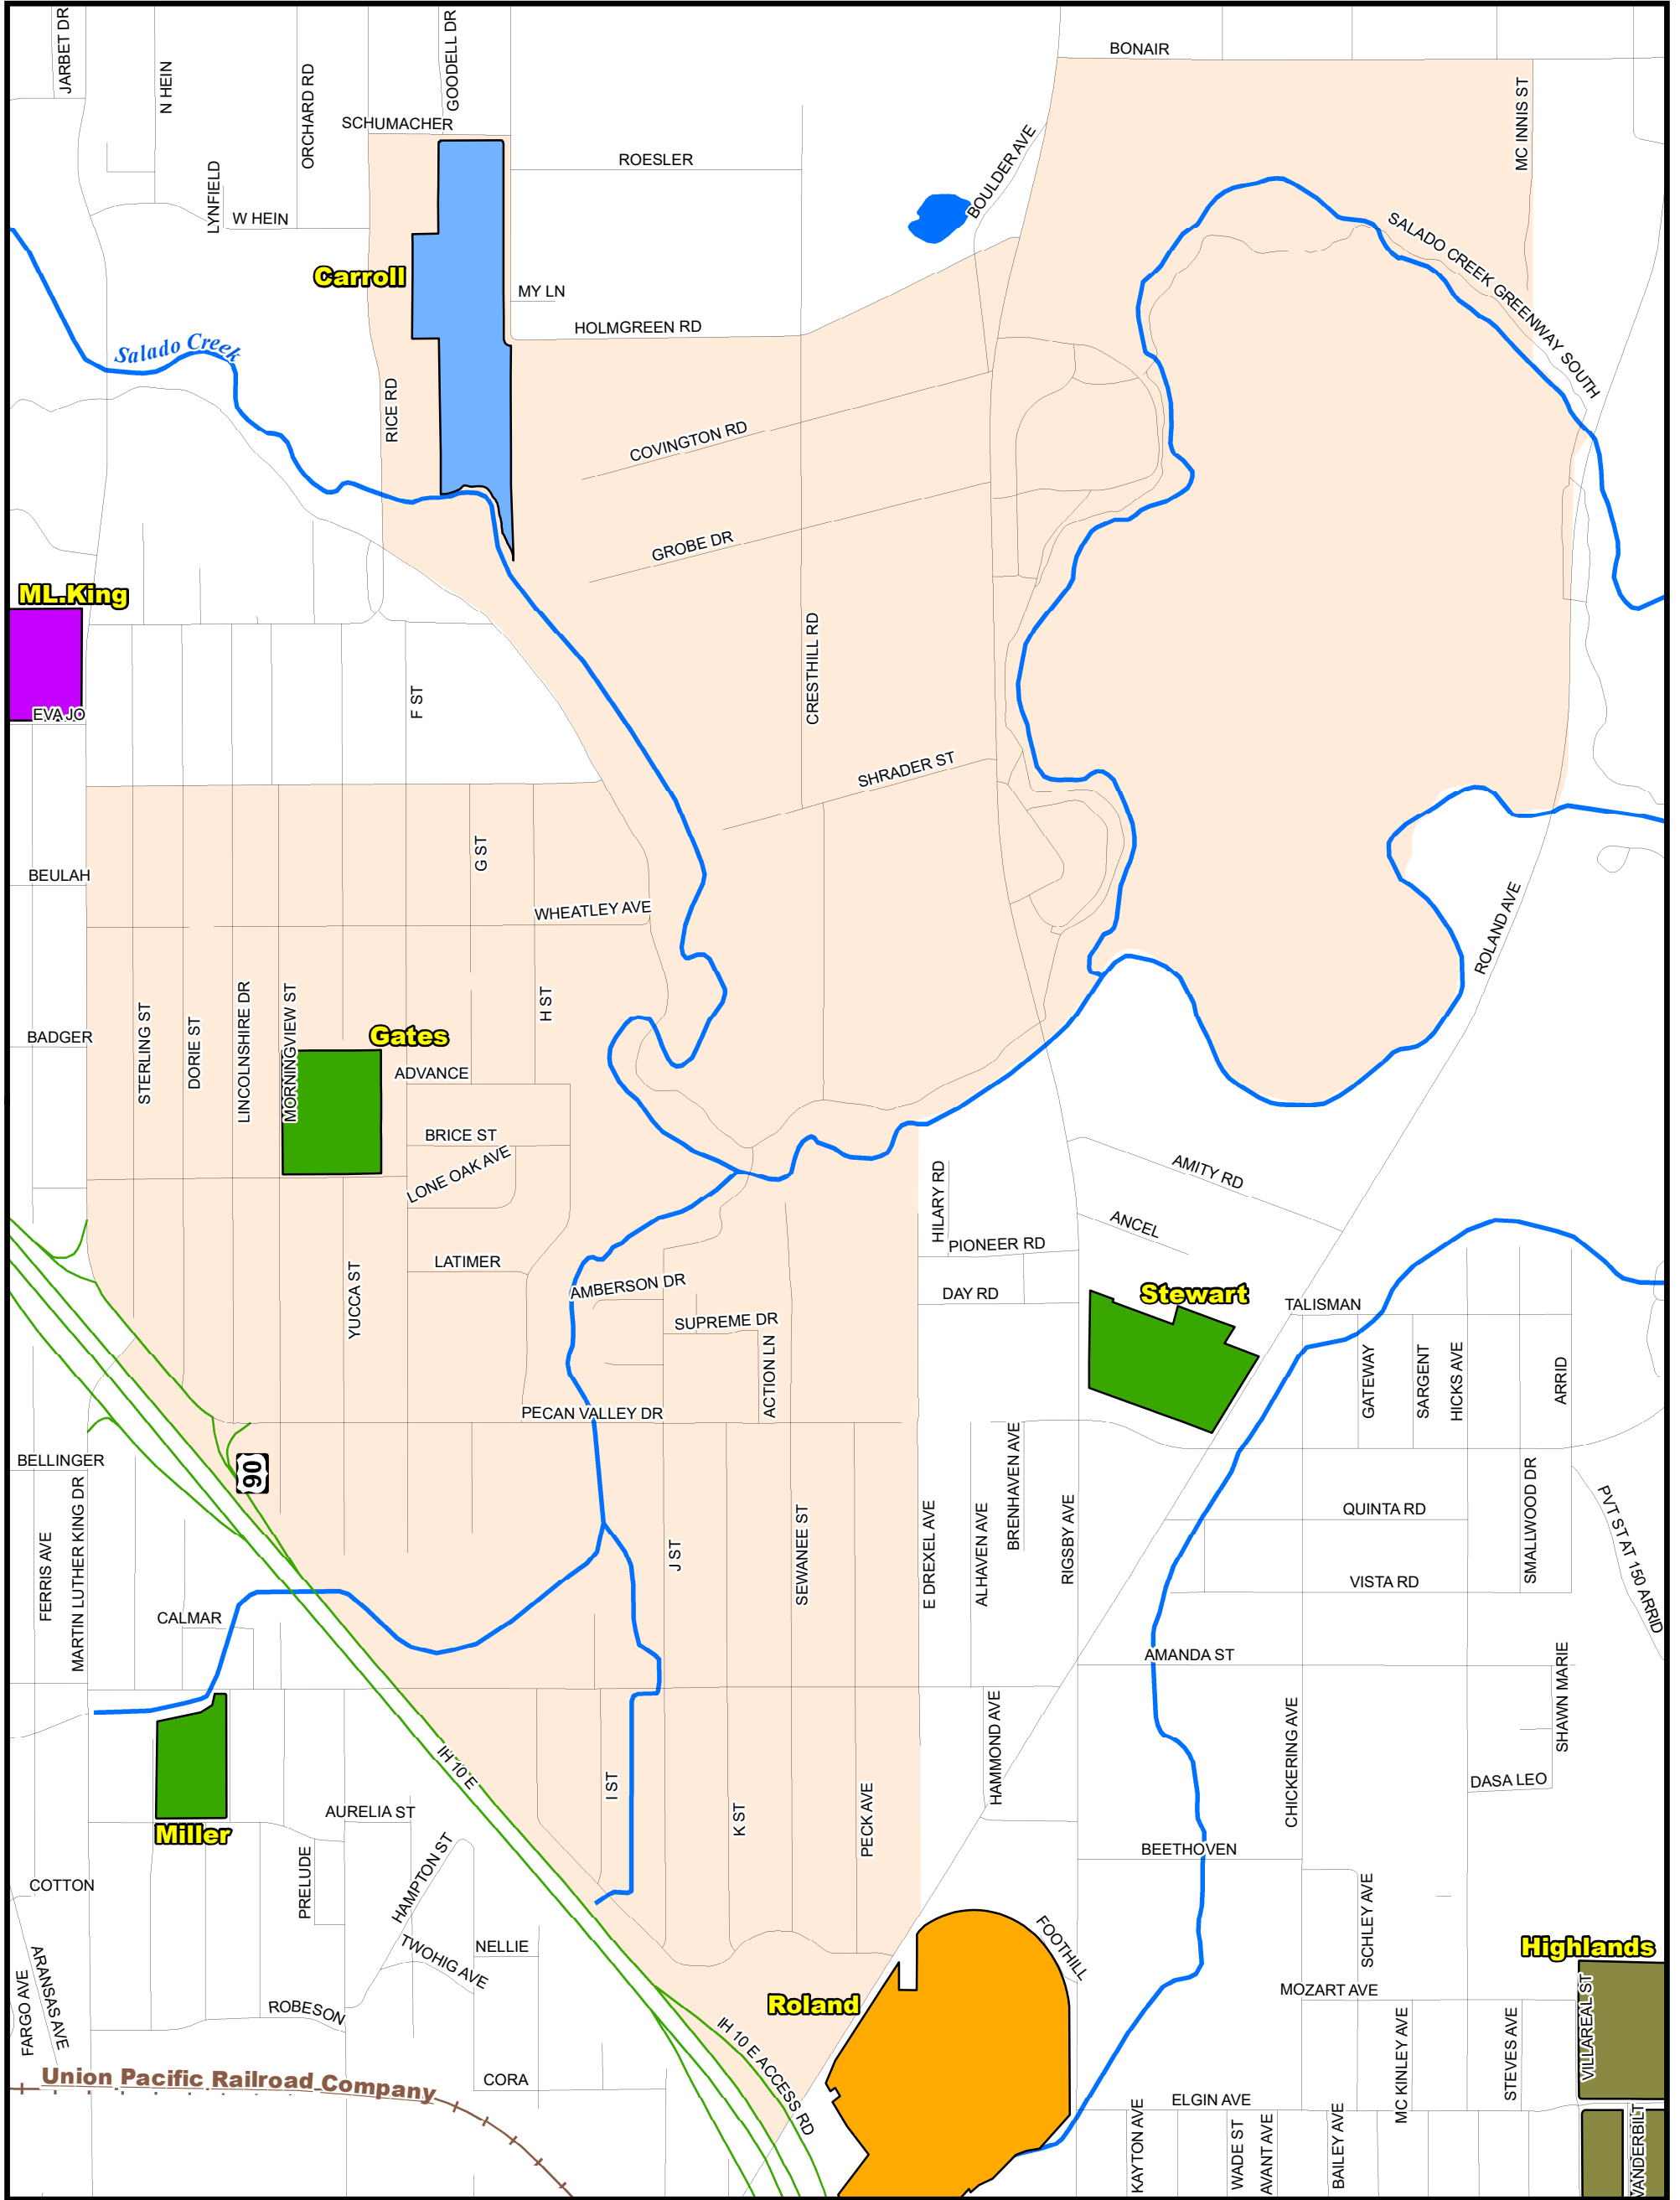 JARBET DR
N HEIN
ORCHARD RD
GOODELL DR
BONAIR
MC INNIS ST
SCHUMACHER
ROESLER
BOULDER AVE
LYNFIELD
W HEIN
SALADO CREEK GREENWAY SOUTH
Carroll
MY LN
HOLMGREEN RD
Salado Creek
RICE RD
COVINGTON RD
GROBE DR
ML.King
CRESTHILL RD
F ST
EVA JO
SHRADER ST
G ST
BEULAH
WHEATLEY AVE
ROLAND AVE
H ST
STERLING ST
DORIE ST
LINCOLNSHIRE DR
MORNINGVIEW ST
BADGER
Gates
ADVANCE
BRICE ST
LONE OAK AVE
AMITY RD
HILARY RD
ANCEL
PIONEER RD
LATIMER
YUCCA ST
AMBERSON DR
DAY RD
Stewart
TALISMAN
SUPREME DR
ACTION LN
GATEWAY
SARGENT
HICKS AVE
ARRID
PECAN VALLEY DR
BELLINGER
90
MARTIN LUTHER KING DR
FERRIS AVE
BRENHAVEN AVE
ALHAVEN AVE
E DREXEL AVE
RIGSBY AVE
SEWANEE ST
J ST
QUINTA RD
SMALLWOOD DR
PVT ST AT 150 ARRID
VISTA RD
CALMAR
AMANDA ST
SHAWN MARIE
HAMMOND AVE
CHICKERING AVE
IH 10 E
I ST
K ST
PECK AVE
DASA LEO
AURELIA ST
Miller
BEETHOVEN
HAMPTON ST
PRELUDE
COTTON
SCHLEY AVE
FOOTHILL
NELLIE
TWOHIG AVE
Highlands
ARANSAS AVE
FARGO AVE
MOZART AVE
VILLAREAL ST
Roland
ROBESON
IH 10 E ACCESS RD
MC KINLEY AVE
STEVES AVE
Union Pacific Railroad Company
CORA
ELGIN AVE
KAYTON AVE
WADE ST
AVANT AVE
BAILEY AVE
VANDERBILT